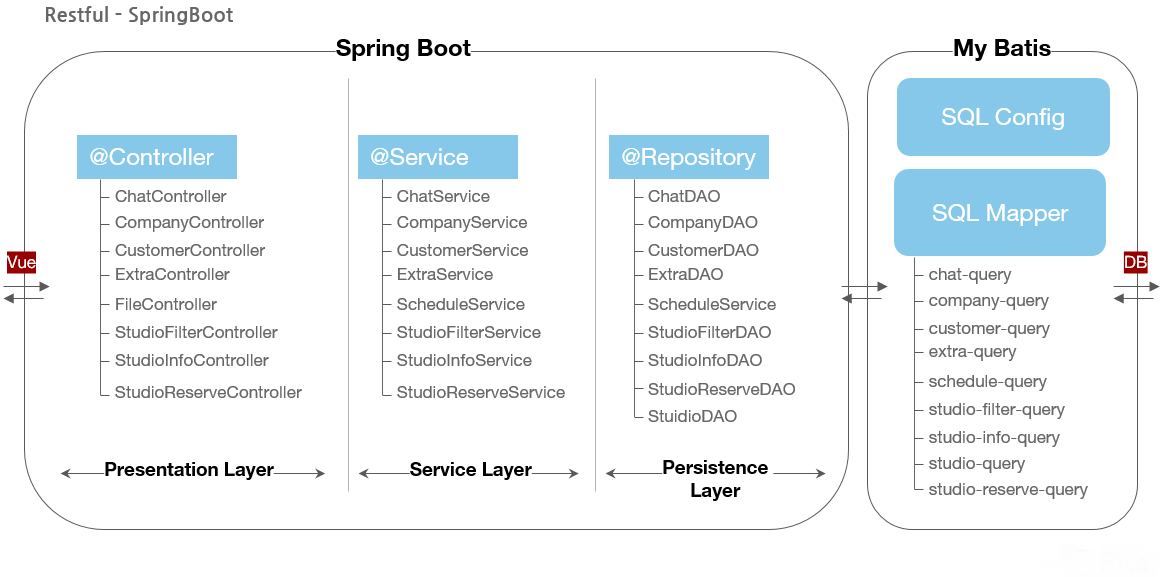 Restful - SpringBoot
Spring Boot
My Batis
Vue
@Controller
ChatController
CompanyController
CustomerController
ExtraController
FileController
StudioFilterController
StudioInfoController
StudioReserveController
Presentation Layer
@Service
ChatService
CompanyService
CustomerService
ExtraService
ScheduleService
StudioFilterService
StudioInfoService
StudioReserveService
Service Layer
@Repository
ChatDAO
CompanyDAO
CustomerDAO
ExtraDAO
ScheduleService
StudioFilterDAO
StudioInfoDAO
StudioReserveDAO
StuidioDAO
Persistence
Layer
SQL Config
SQL Mapper
chat-query
company-query
customer-query
extra-query
schedule-query
studio-filter-query
studio-info-query
studio-query
studio-reserve-query
DB